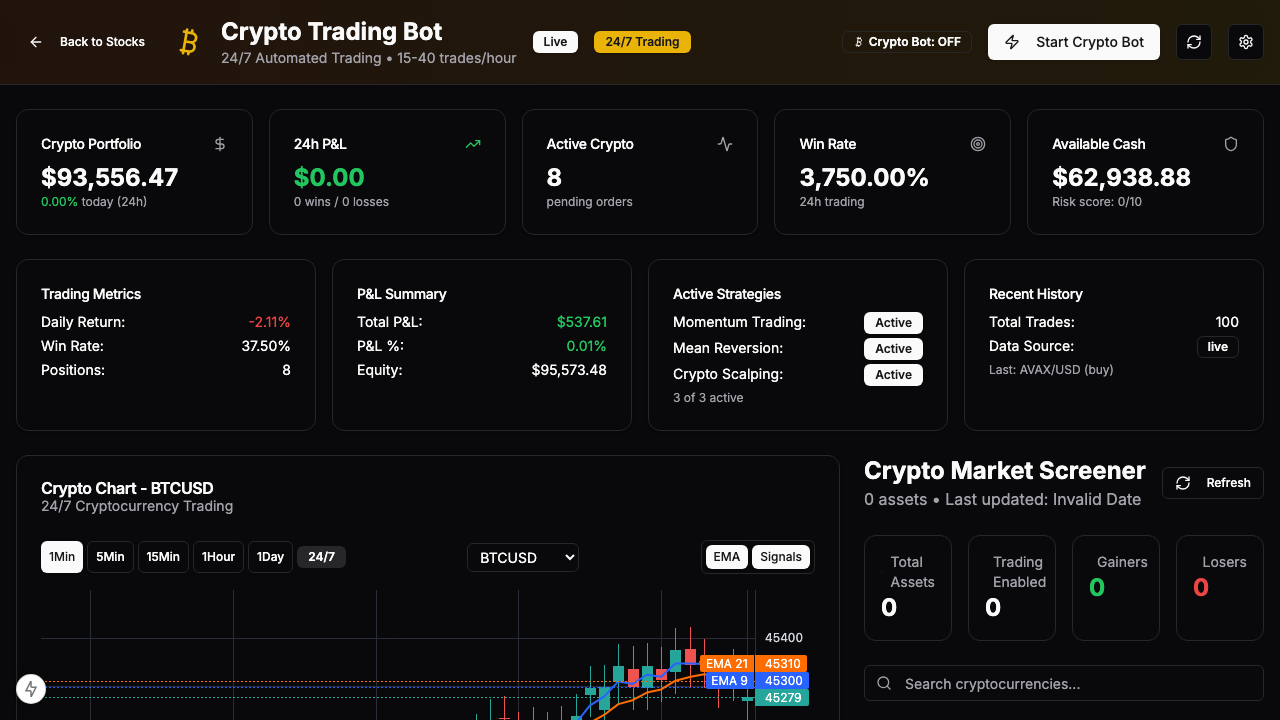 Back to Stocks
Crypto Trading Bot
24/7 Automated Trading • 15-40 trades/hour
Live
24/7 Trading
Crypto Bot: OFF
Start Crypto Bot
Crypto Portfolio
$93,556.47
0.00% today (24h)
24h P&L
$0.00
0 wins / 0 losses
Active Crypto
8
pending orders
Win Rate
3,750.00%
24h trading
Available Cash
$62,938.88
Risk score: 0/10
Trading Metrics
Daily Return: -2.11%
Win Rate: 37.50%
Positions: 8
P&L Summary
Total P&L: $537.61
P&L %: 0.01%
Equity: $95,573.48
Active Strategies
Momentum Trading: Active
Mean Reversion: Active
Crypto Scalping: Active
3 of 3 active
Recent History
Total Trades: 100
Data Source: live
Last: AVAX/USD (buy)
Crypto Chart - BTCUSD
24/7 Cryptocurrency Trading
1Min 5Min 15Min 1Hour 1Day 24/7
BTCUSD
EMA Signals
45400
EMA 21 45310
EMA 9 45300
45279
Crypto Market Screener
0 assets • Last updated: Invalid Date
Refresh
Total
Assets
0
Trading
Enabled
0
Gainers
0
Losers
0
Search cryptocurrencies...